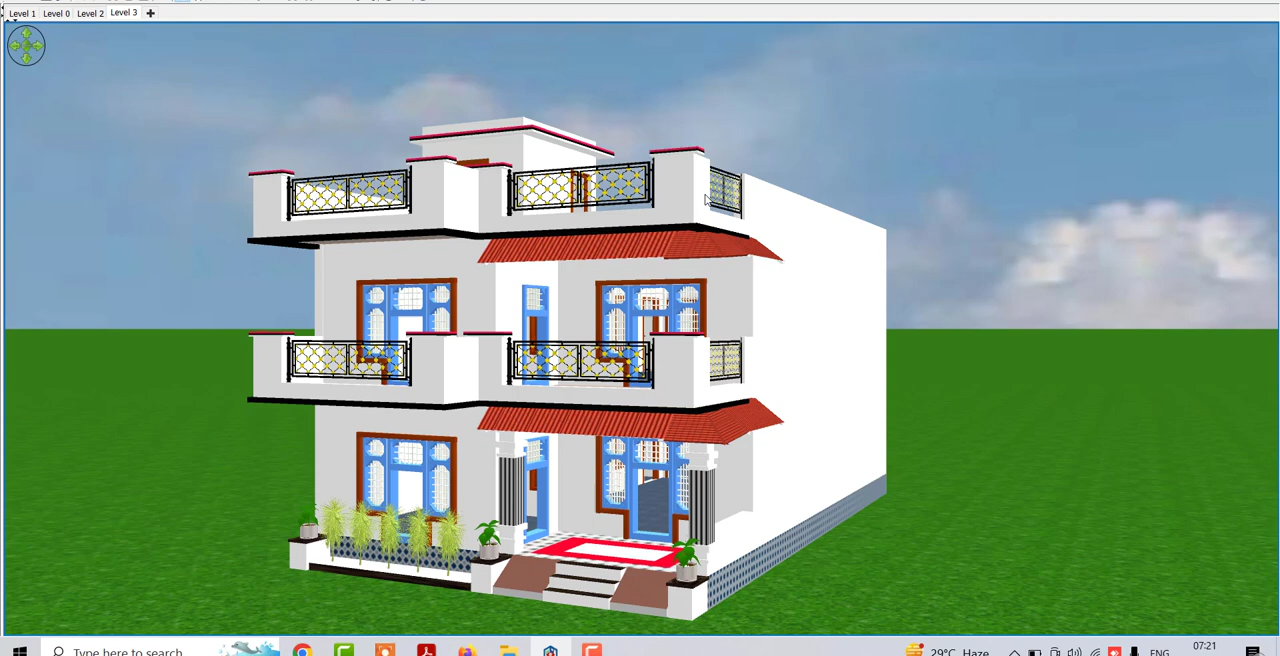 Level 1 Level 0 Level 2 Level 3
Type here to search
29°C Haze
ENG
07:21